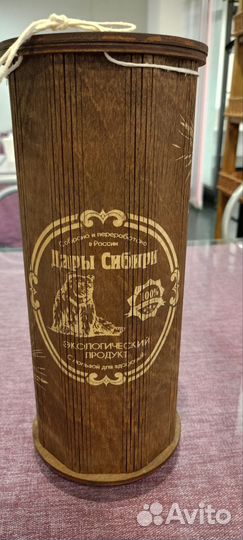 Собрано и переработано
в России
Дары Сибири
100%
ЭКОЛОГИЧЕСКИЙ
ПРОДУКТ
С пользой для здоровья
Avito